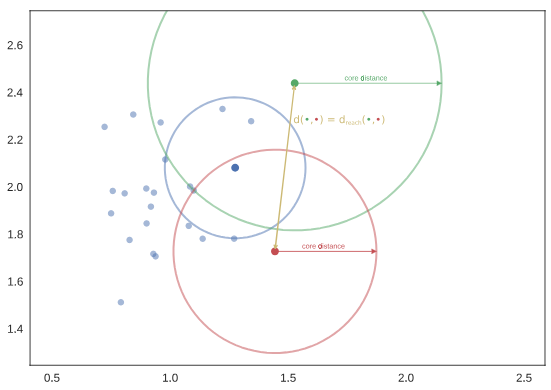 2.6
2.4
core distance
d(•,•) = dreach(•,•)
2.2
2.0
1.8
core distance
1.6
1.4
0.5 1.0 1.5 2.0 2.5